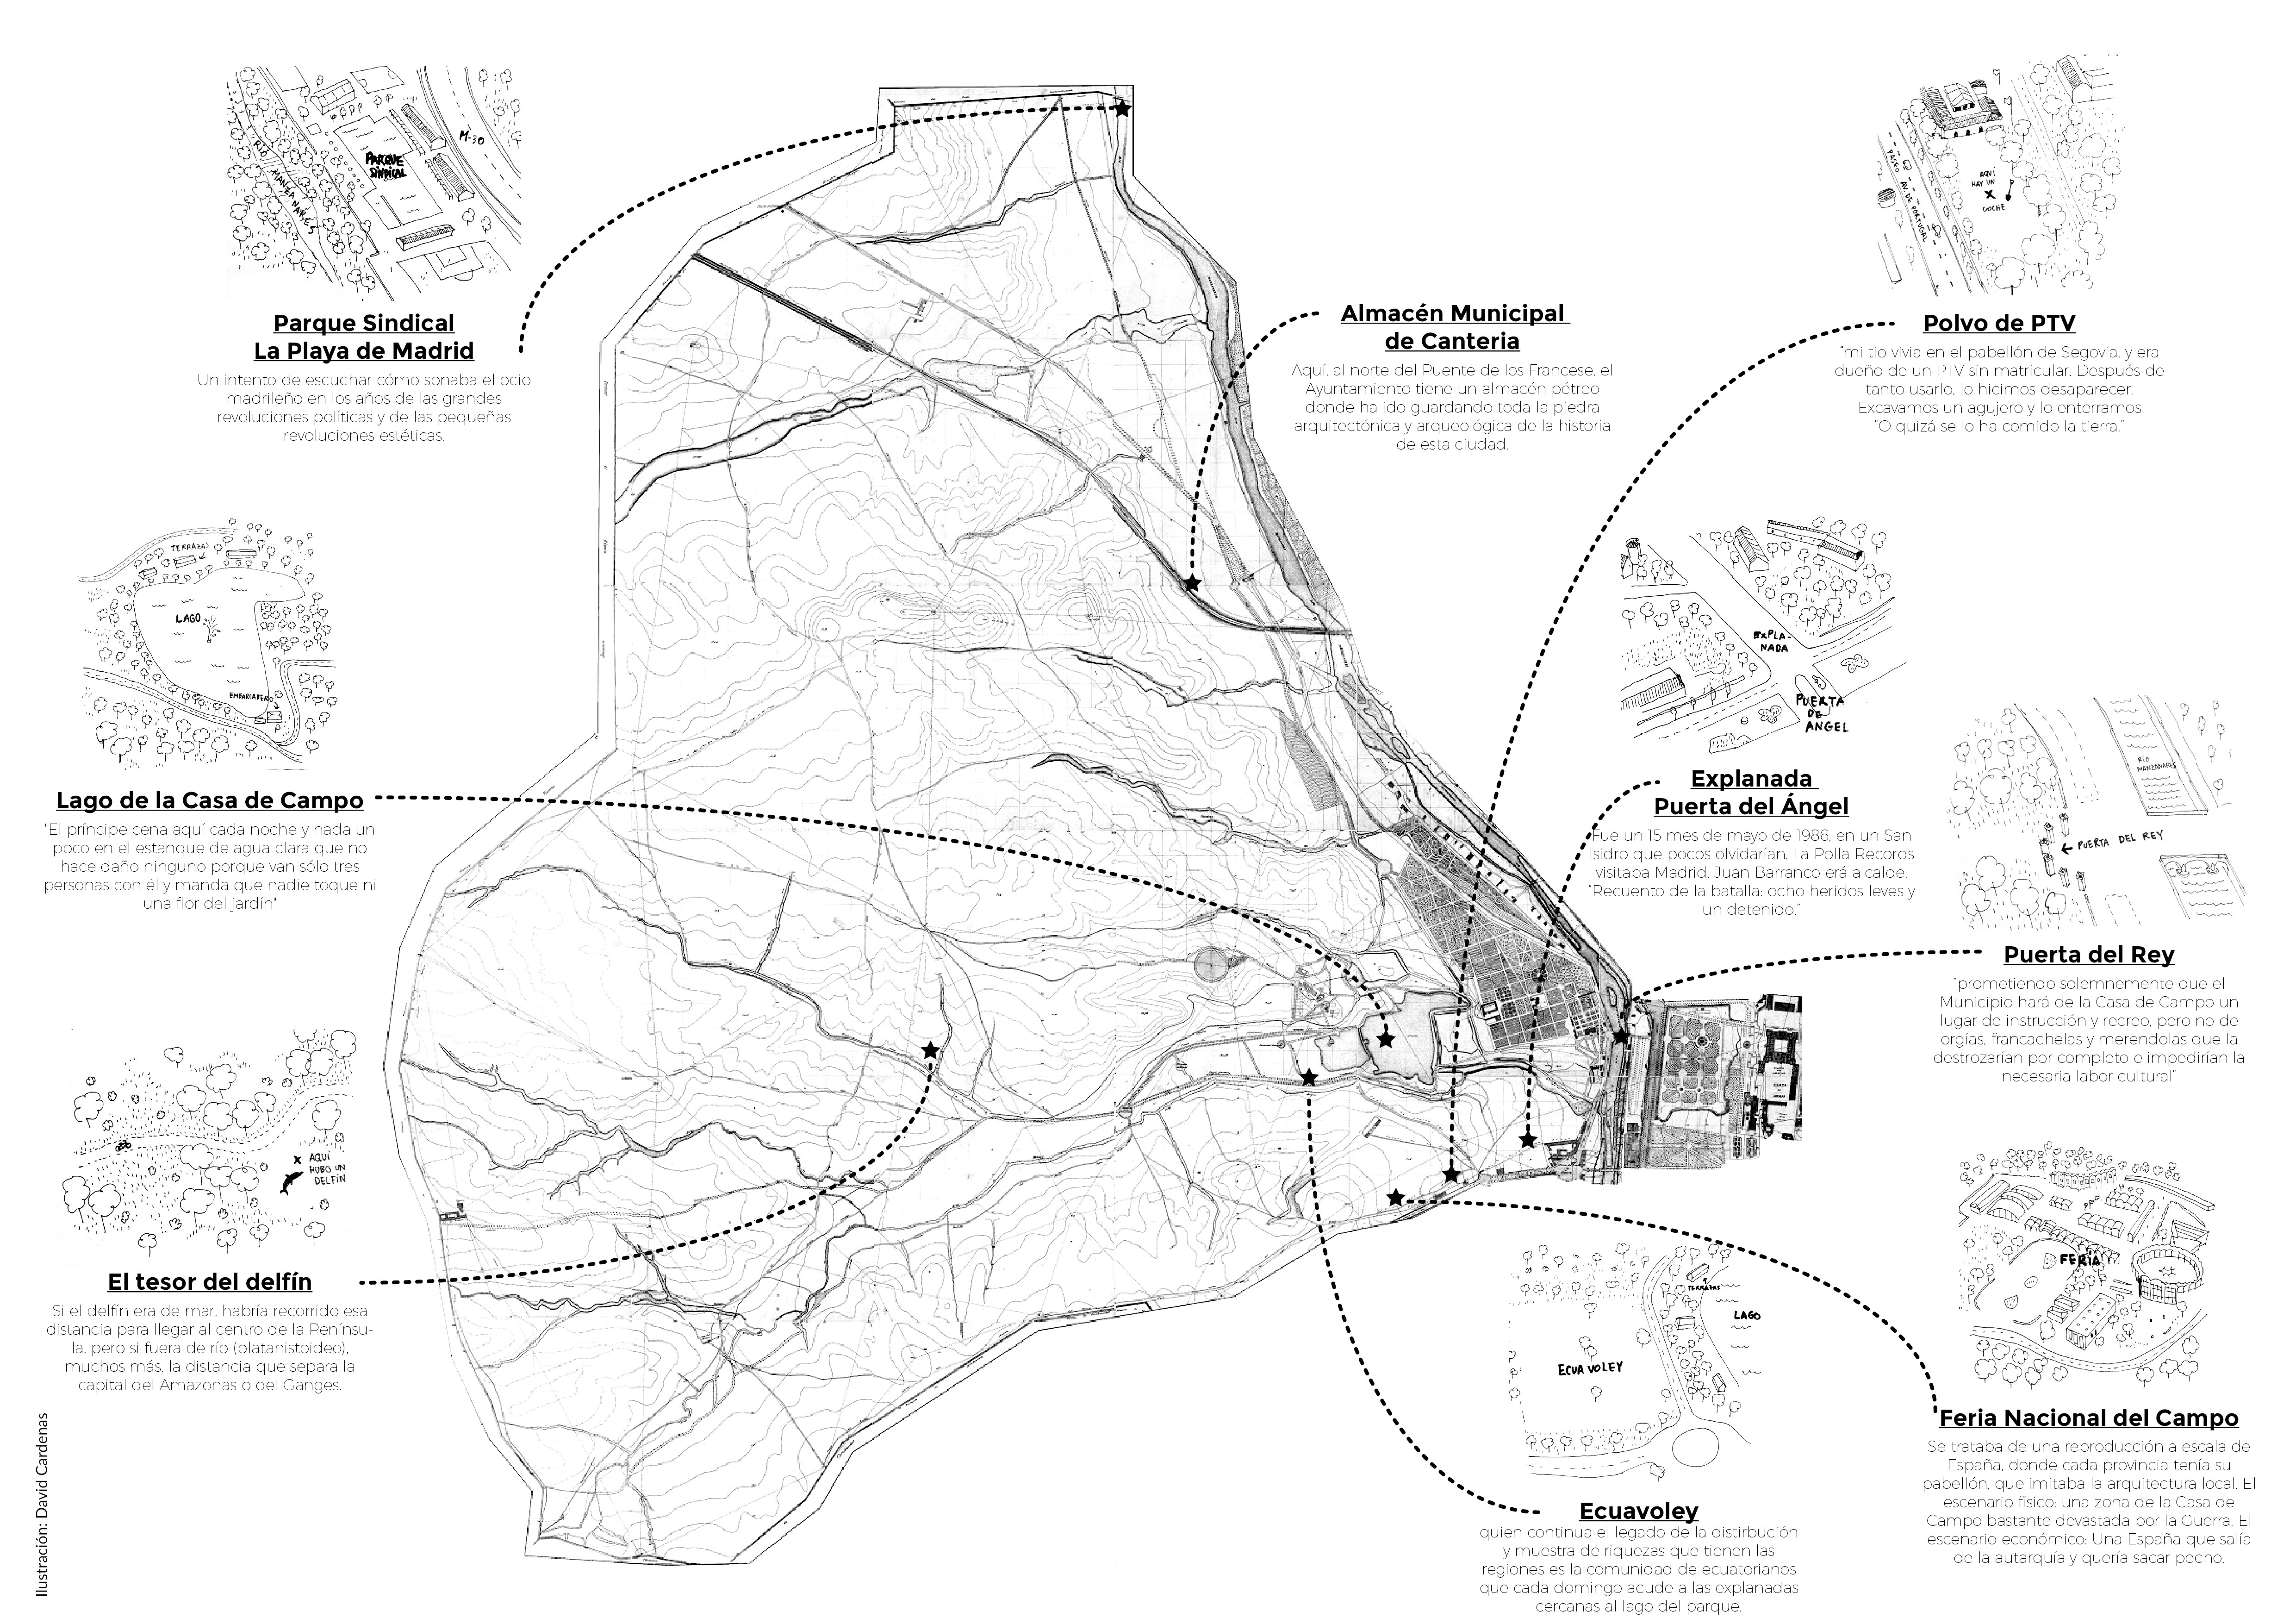 RÍO MANZANARES
PARQUE
SINDICAL
M-30
Parque Sindical
La Playa de Madrid
Un intento de escuchar cómo sonaba el ocio
madrileño en los años de las grandes
revoluciones políticas y de las pequeñas
revoluciones estéticas.
Almacén Municipal
de Canteria
Aquí, al norte del Puente de los Francese, el
Ayuntamiento tiene un almacén pétreo
donde ha ido guardando toda la piedra
arquitectónica y arqueológica de la historia
de esta ciudad.
PASEO AV. DE PORTUGAL
AQUÍ
HAY UN
COCHE
Polvo de PTV
"mi tio vivia en el pabellón de Segovia, y era
dueño de un PTV sin matricular. Después de
tanto usarlo, lo hicimos desaparecer.
Excavamos un agujero y lo enterramos
"O quizá se lo ha comido la tierra."
TERRAZAS
LAGO
EMBARCADERO
Lago de la Casa de Campo
"El príncipe cena aquí cada noche y nada un
poco en el estanque de agua clara que no
hace daño ninguno porque van sólo tres
personas con él y manda que nadie toque ni
una flor del jardín"
EXPLA-
NADA
PUERTA
DE
ANGEL
Explanada
Puerta del Ángel
Fue un 15 mes de mayo de 1986, en un San
Isidro que pocos olvidarían. La Polla Records
visitaba Madrid. Juan Barranco erá alcalde.
"Recuento de la batalla: ocho heridos leves y
un detenido."
RÍO
MANZANARES
PUERTA DEL REY
Puerta del Rey
"prometiendo solemnemente que el
Municipio hará de la Casa de Campo un
lugar de instrucción y recreo, pero no de
orgías, francachelas y merendolas que la
destrozarían por completo e impedirían la
necesaria labor cultural"
X AQUÍ
HUBO UN
DELFÍN
El tesor del delfín
Si el delfín era de mar, habría recorrido esa
distancia para llegar al centro de la Penínsu-
la, pero si fuera de río (platanistoideo),
muchos más, la distancia que separa la
capital del Amazonas o del Ganges.
TERRAZAS
LAGO
ECUA VOLEY
Ecuavoley
quien continua el legado de la distirbución
y muestra de riquezas que tienen las
regiones es la comunidad de ecuatorianos
que cada domingo acude a las explanadas
cercanas al lago del parque.
FERIA
Feria Nacional del Campo
Se trataba de una reproducción a escala de
España, donde cada provincia tenía su
pabellón, que imitaba la arquitectura local. El
escenario físico: una zona de la Casa de
Campo bastante devastada por la Guerra. El
escenario económico: Una España que salía
de la autarquía y quería sacar pecho.
Ilustración: David Cardenas